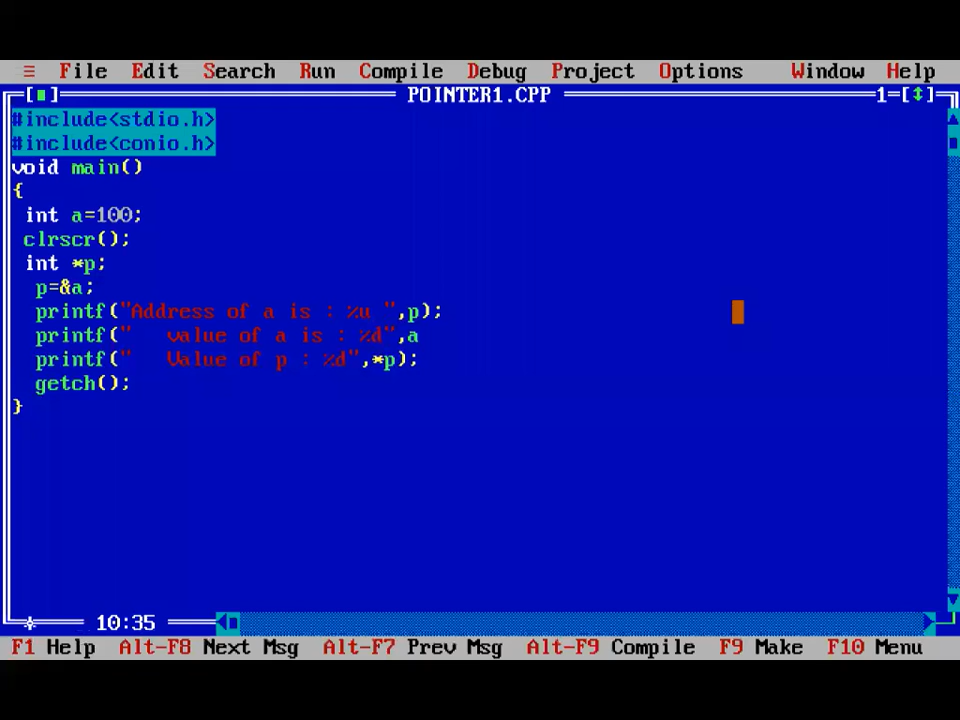 ≡ File Edit Search Run Compile Debug Project Options Window Help
[■] POINTER1.CPP 1=[↕]
#include<stdio.h>
#include<conio.h>
void main()
{
int a=100;
clrscr();
int *p;
p=&a;
printf("Address of a is : %u ",p);
printf("   value of a is : %d",a
printf("   Value of p : %d",*p);
getch();
}
10:35
F1 Help Alt-F8 Next Msg Alt-F7 Prev Msg Alt-F9 Compile F9 Make F10 Menu